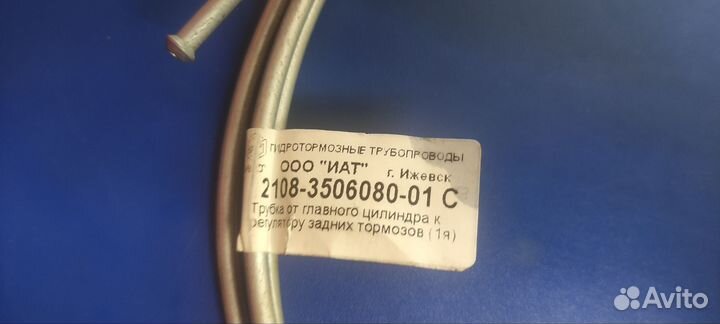 ГИДРОТОРМОЗНЫЕ ТРУБОПРОВОДЫ
ООО "ИАТ" г. Ижевск
2108-3506080-01 С
Трубка от главного цилиндра к
регулятору задних тормозов (1я)
Avito